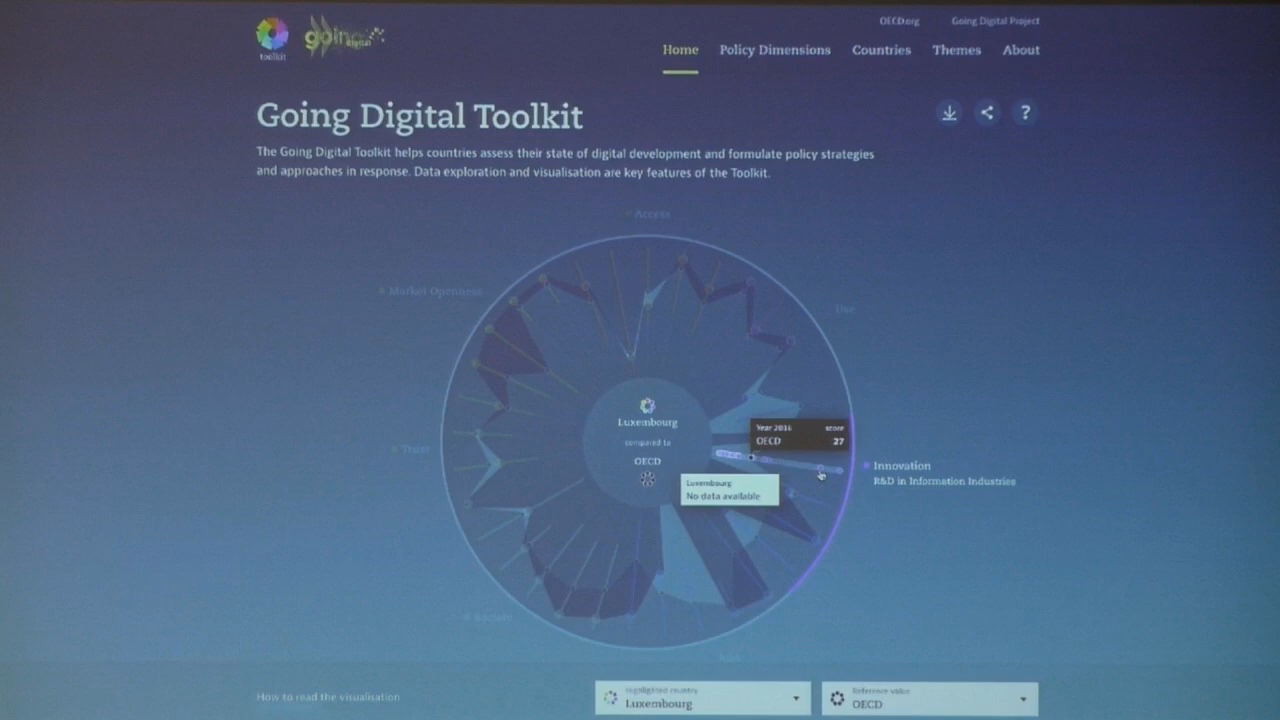 OECD.org
Going Digital Project
toolkit
going
digital
Home
Policy Dimensions
Countries
Themes
About
Going Digital Toolkit
?
The Going Digital Toolkit helps countries assess their state of digital development and formulate policy strategies
and approaches in response. Data exploration and visualisation are key features of the Toolkit.
Access
Market Openness
Use
Luxembourg
compared to
OECD
Year 2016 score
OECD 27
Trust
Innovation
R&D in Information Industries
Luxembourg
No data available
Society
Jobs
How to read the visualisation
Highlighted country
Luxembourg
Reference value
OECD